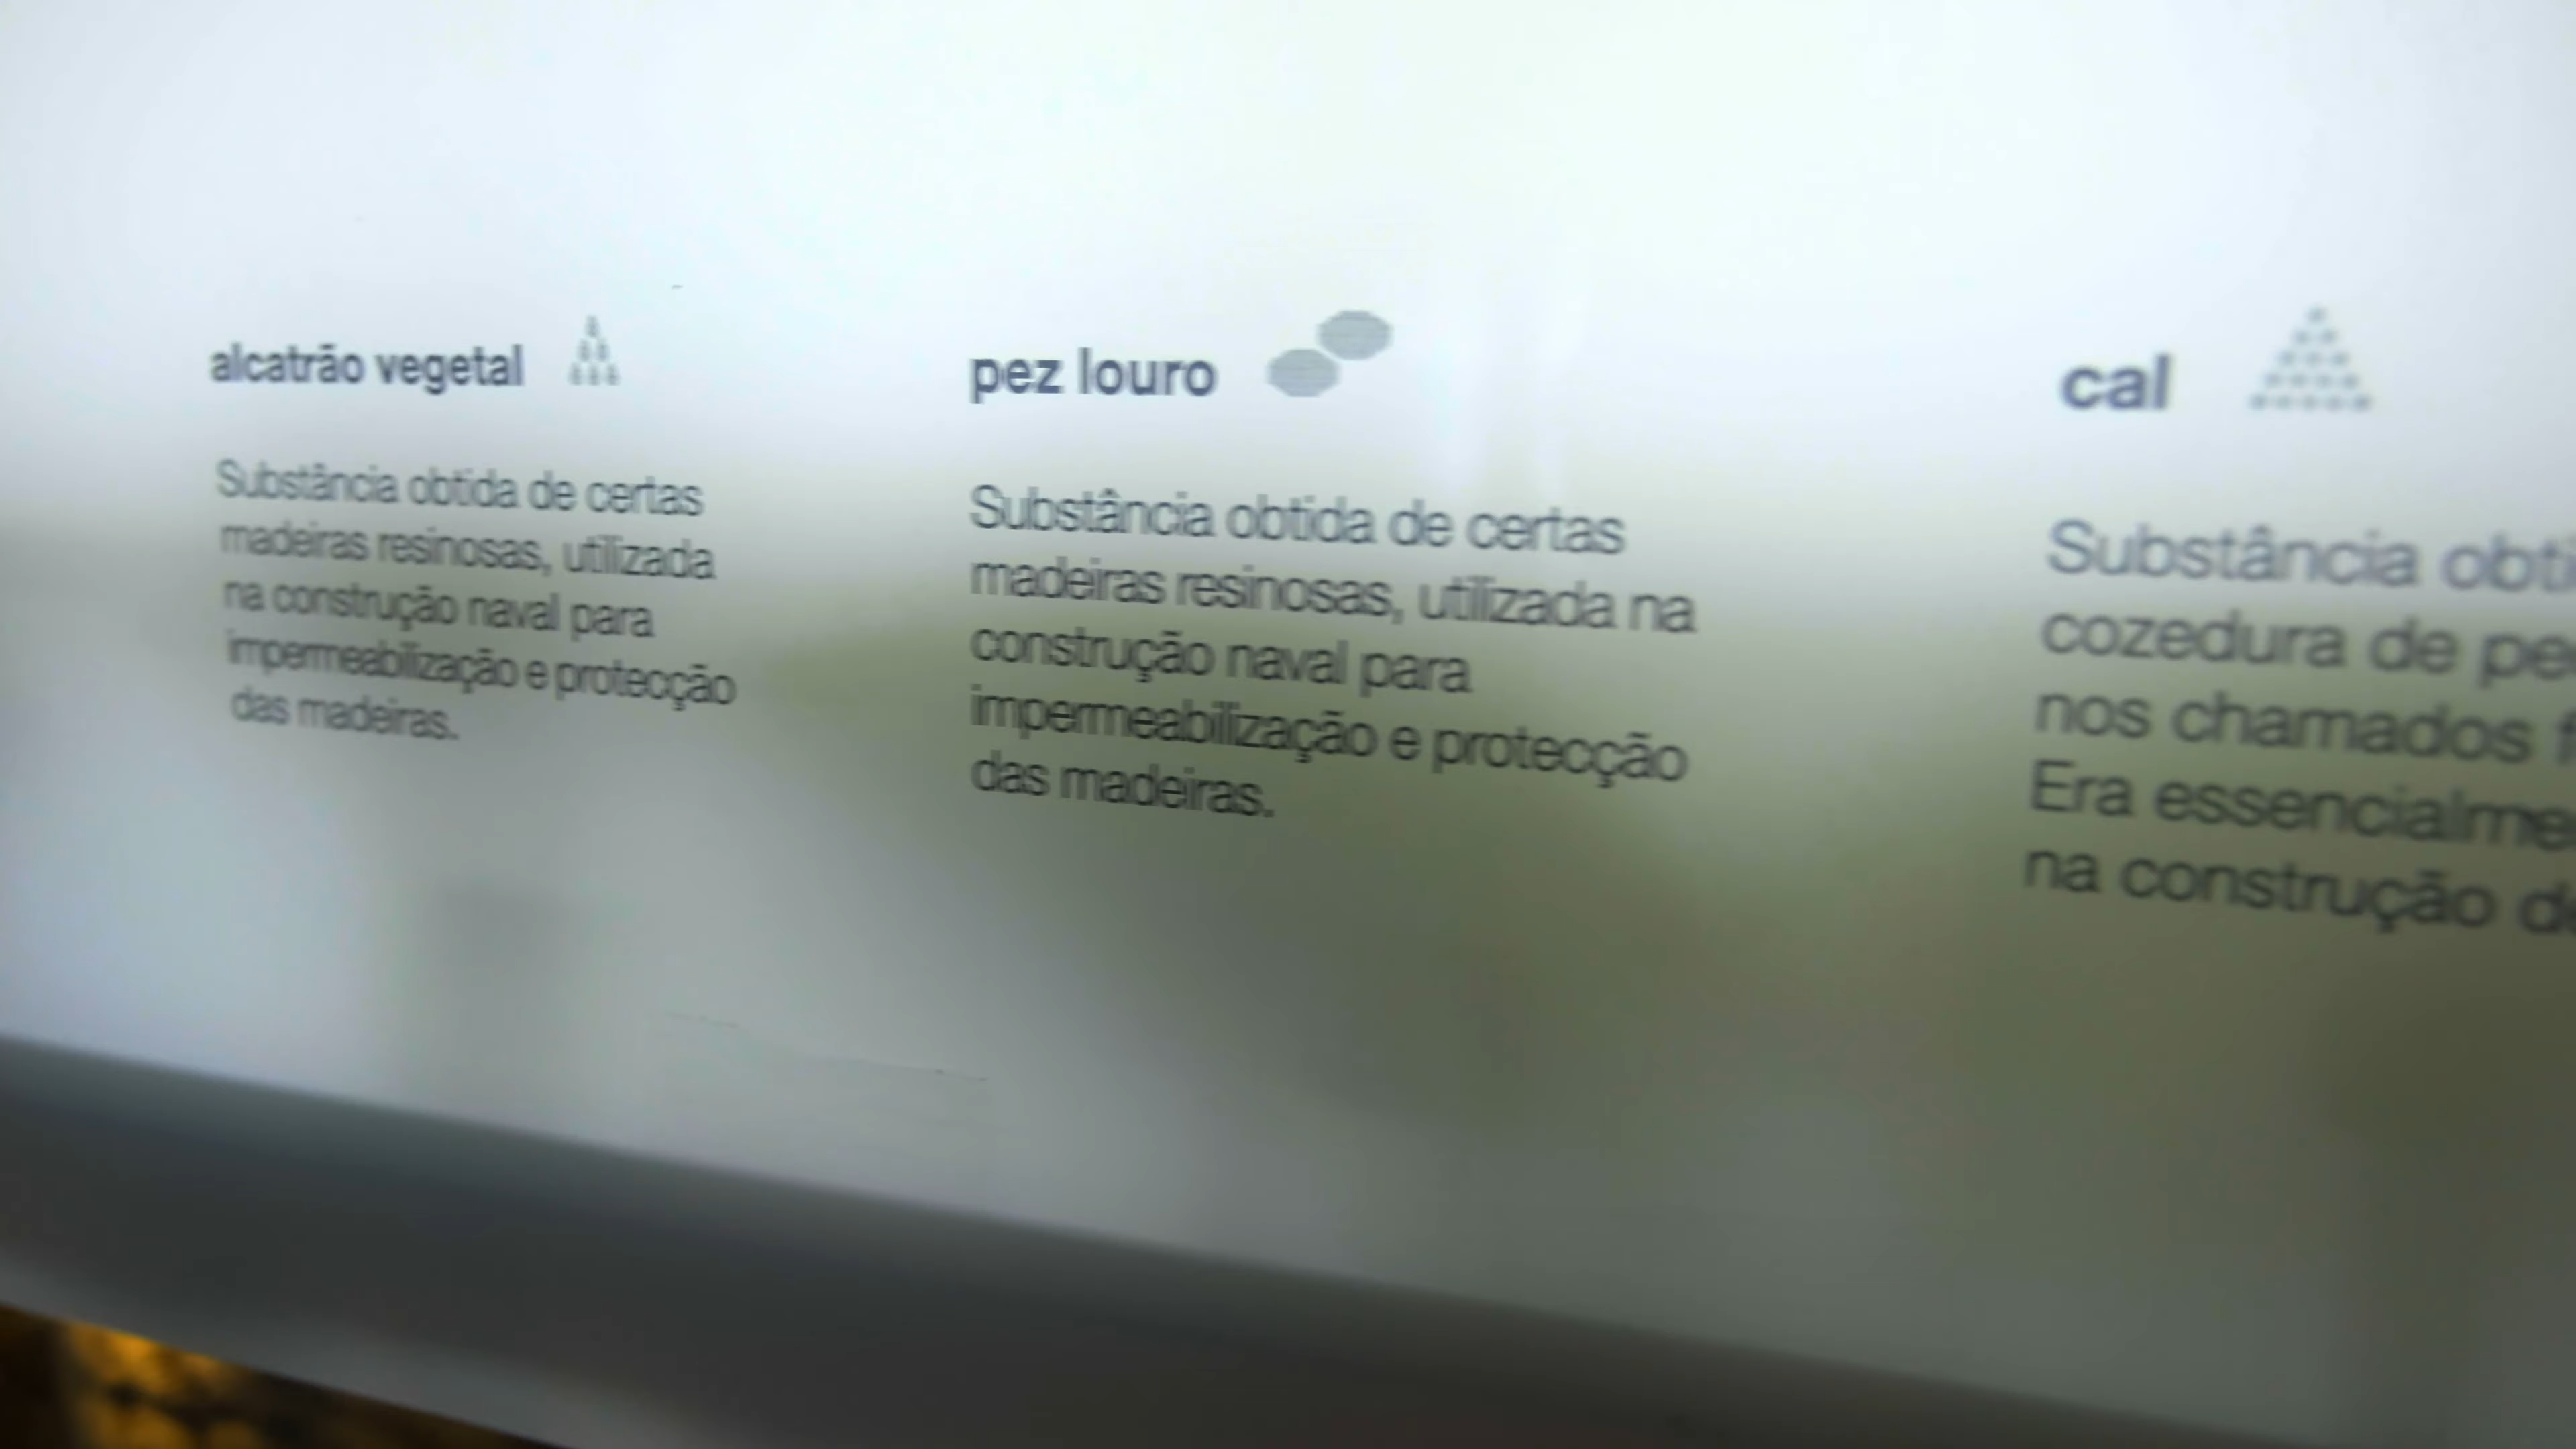 alcatrão vegetal
Substância obtida de certas
madeiras resinosas, utilizada
na construção naval para
impermeabilização e protecção
das madeiras.
pez louro
Substância obtida de certas
madeiras resinosas, utilizada na
construção naval para
impermeabilização e protecção
das madeiras.
cal
Substância
cozedura de
nos chamados
Era
na construção